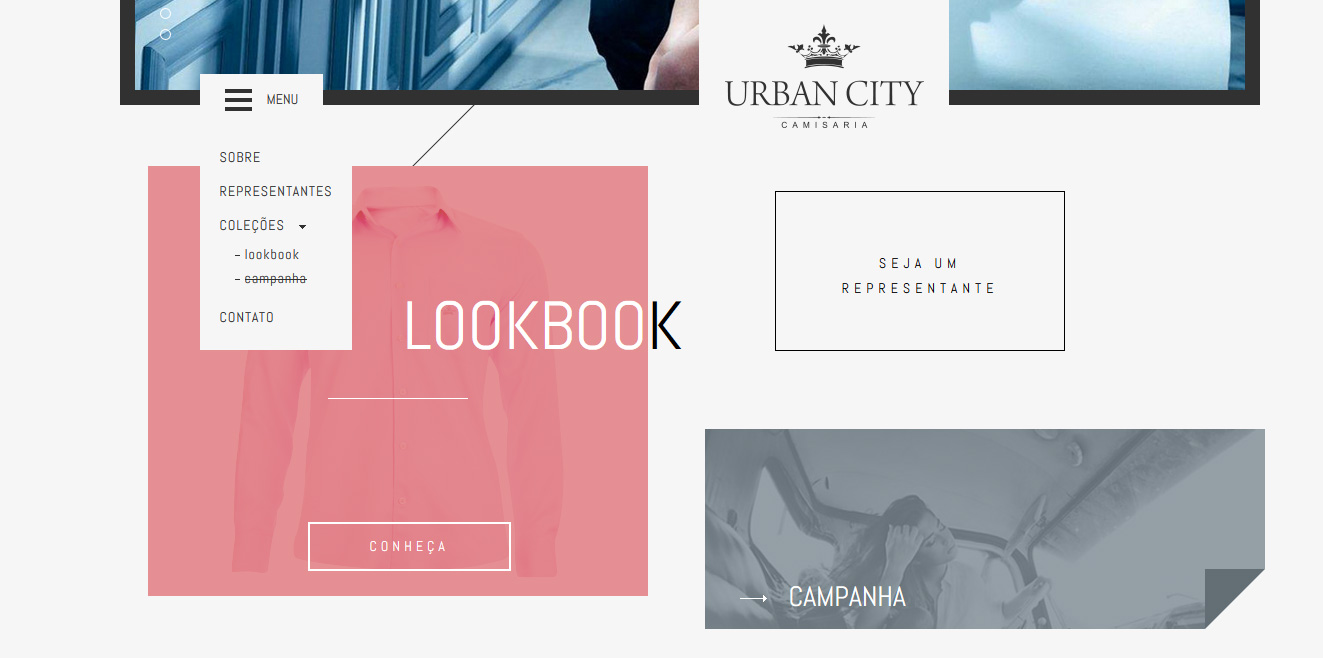 URBAN CITY
CAMISARIA
MENU
SOBRE
REPRESENTANTES
COLEÇÕES
– lookbook
– campanha
CONTATO
LOOKBOOK
CONHEÇA
SEJA UM
REPRESENTANTE
CAMPANHA